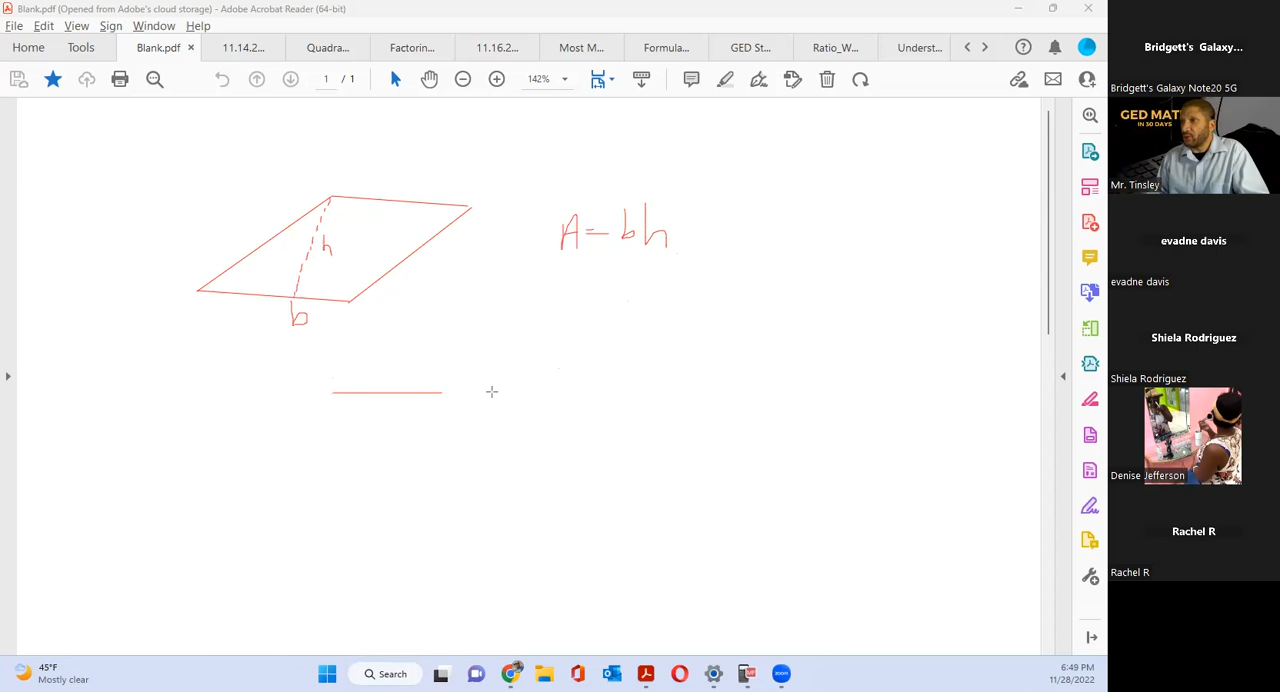 Blank.pdf (Opened from Adobe's cloud storage) - Adobe Acrobat Reader (64-bit)
File Edit View Sign Window Help
Home Tools Blank.pdf × 11.14.2... Quadra... Factorin... 11.16.2... Most M... Formula... GED St... Ratio_W... Underst...
1 / 1 142%
A = bh
h
b
Bridgett's Galaxy...
Bridgett's Galaxy Note20 5G
GED MAT
IN 30 DAYS
Mr. Tinsley
evadne davis
evadne davis
Shiela Rodriguez
Shiela Rodriguez
Denise Jefferson
Rachel R
Rachel R
45°F
Mostly clear
Search
6:49 PM
11/28/2022